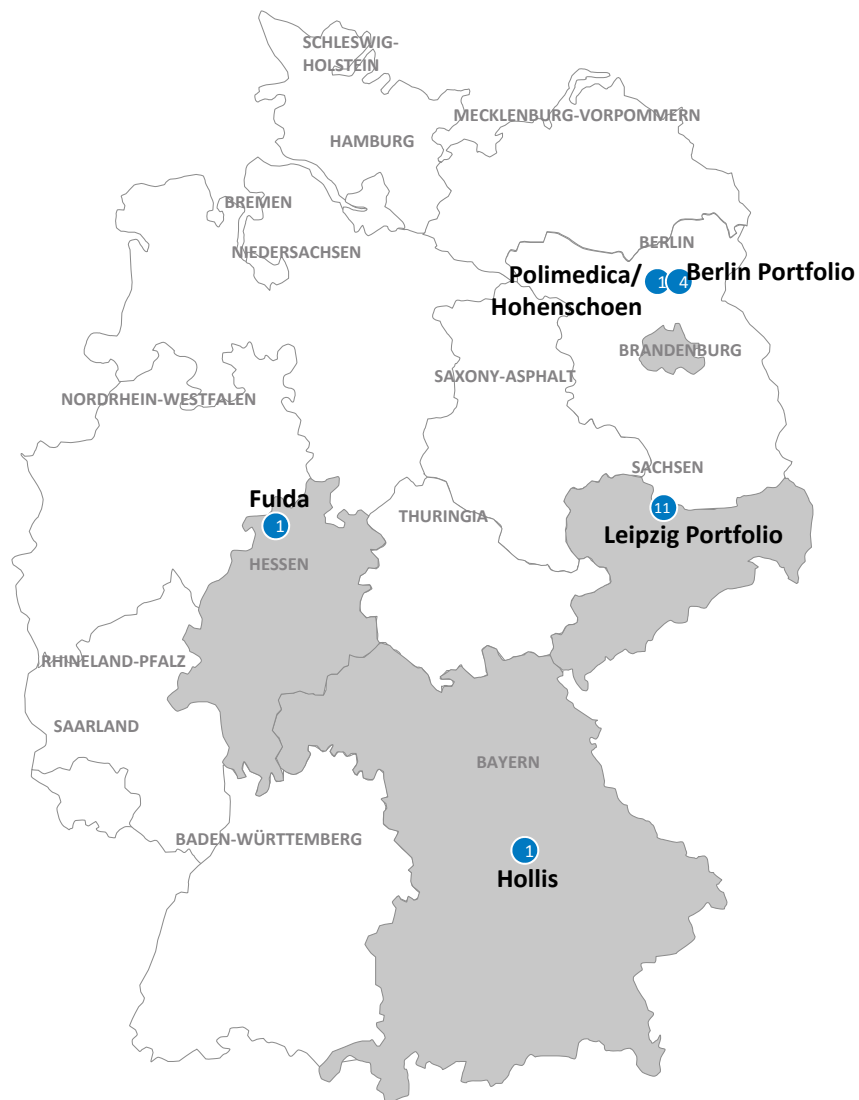 SCHLESWIG-
HOLSTEIN
MECKLENBURG-VORPOMMERN
HAMBURG
BREMEN
NIEDERSACHSEN
BERLIN
Polimedica/
Hohenschoen
1
4
Berlin Portfolio
BRANDENBURG
SAXONY-ASPHALT
NORDRHEIN-WESTFALEN
SACHSEN
Fulda
1
THURINGIA
11
Leipzig Portfolio
HESSEN
RHINELAND-PFALZ
SAARLAND
BAYERN
BADEN-WÜRTTEMBERG
1
Hollis